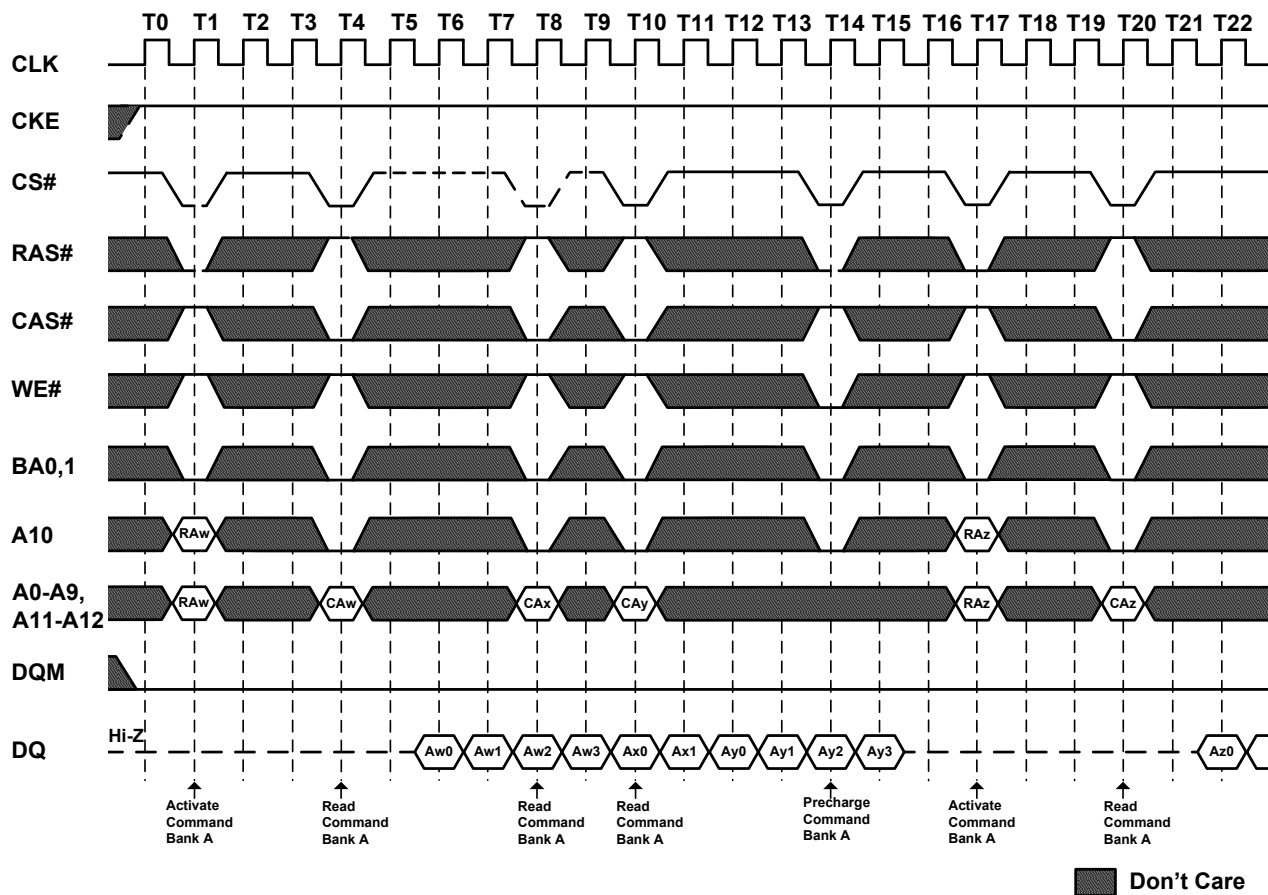 T0 T1 T2 T3 T4 T5 T6 T7 T8 T9 T10 T11 T12 T13 T14 T15 T16 T17 T18 T19 T20 T21 T22
CLK
CKE
CS#
RAS#
CAS#
WE#
BA0,1
A10
RAw RAz
A0-A9,
A11-A12
RAw CAw CAx CAy RAz CAz
DQM
DQ
Hi-Z
Aw0 Aw1 Aw2 Aw3 Ax0 Ax1 Ay0 Ay1 Ay2 Ay3 Az0
Activate
Command
Bank A
Read
Command
Bank A
Read
Command
Bank A
Read
Command
Bank A
Precharge
Command
Bank A
Activate
Command
Bank A
Read
Command
Bank A
Don't Care